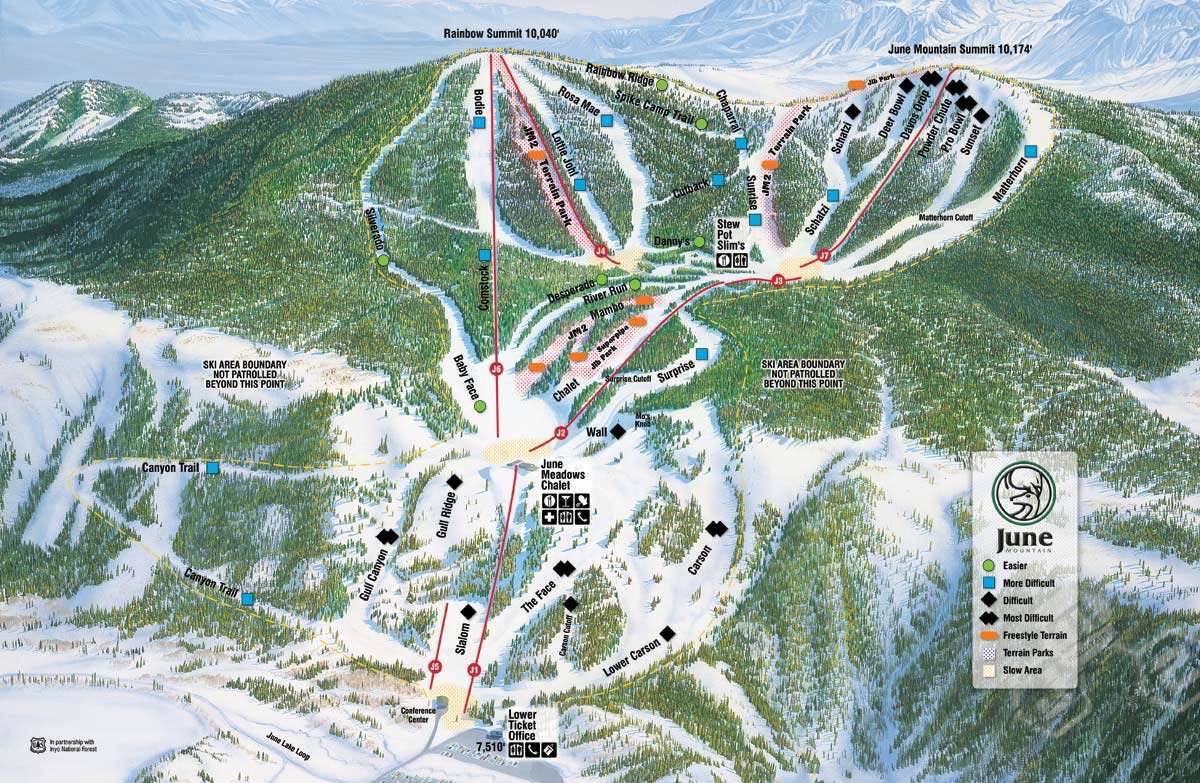 Rainbow Summit 10,040'
June Mountain Summit 10,174'
Rainbow Ridge
Jib Park
Bodie
Rosa Mae
Spike Camp Trail
Chaparral
Terrain Park
JM2
Schatzi
Deer Bowl
Daves Drop
Powder Chute
Pro Bowl
Sunset
Matterhorn
JM2
Terrain Park
Lottie Johl
Cutback
Sunrise
Schatzi
Matterhorn Cutoff
Silverado
Stew
Pot
Slim's
Danny's
J4
J7
J3
Comstock
Desperado
River Run
Mambo
JM2
Superpipe
Jib Park
SKI AREA BOUNDARY
NOT PATROLLED
BEYOND THIS POINT
J6
Baby Face
Chalet
Surprise Cutoff
Surprise
SKI AREA BOUNDARY
NOT PATROLLED
BEYOND THIS POINT
Mo's
Knob
Wall
J2
Canyon Trail
June
Meadows
Chalet
Gull Ridge
Gull Canyon
Carson
Canyon Trail
The Face
Carson Cutoff
Slalom
Lower Carson
J5
J1
Conference
Center
Lower
Ticket
Office
7,510'
June Lake Loop
In partnership with
Inyo National Forest
June
MOUNTAIN
Easier
More Difficult
Difficult
Most Difficult
Freestyle Terrain
Terrain Parks
Slow Area